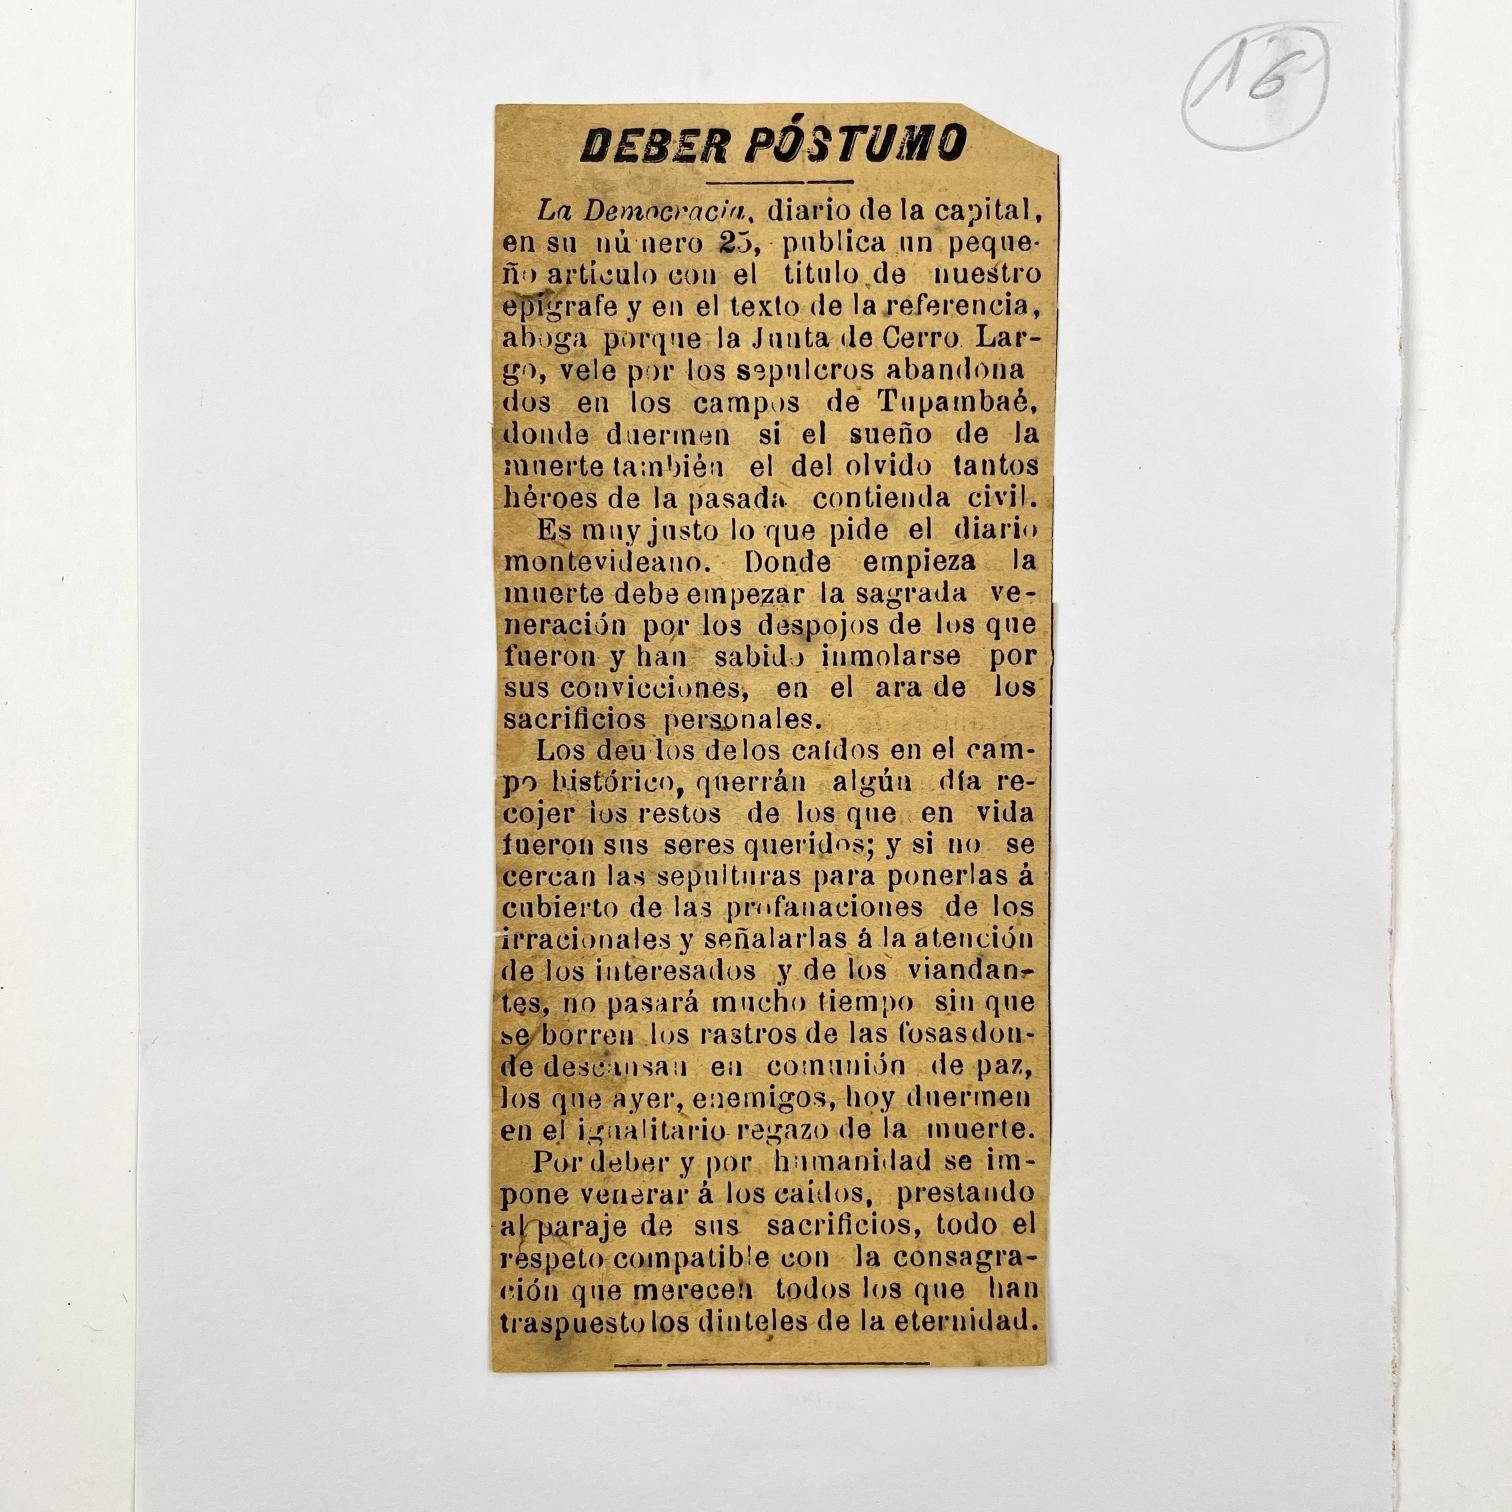 16
DEBER PÓSTUMO
La Democracia, diario de la capital,
en su número 25, publica un peque-
ño artículo con el titulo de nuestro
epígrafe y en el texto de la referencia,
aboga porque la Junta de Cerro Lar-
go, vele por los sepulcros abandona
dos en los campos de Tupambaé,
donde duermen si el sueño de la
muerte también el del olvido tantos
héroes de la pasada contienda civil.
Es muy justo lo que pide el diario
montevideano. Donde empieza la
muerte debe empezar la sagrada ve-
neración por los despojos de los que
fueron y han sabido inmolarse por
sus convicciones, en el ara de los
sacrificios personales.
Los deudos de los caídos en el cam-
po histórico, querrán algún día re-
cojer los restos de los que en vida
fueron sus seres queridos; y si no se
cercan las sepulturas para ponerlas á
cubierto de las profanaciones de los
irracionales y señalarlas á la atención
de los interesados y de los viandan-
tes, no pasará mucho tiempo sin que
se borren los rastros de las fosas don-
de descansan en comunión de paz,
los que ayer, enemigos, hoy duermen
en el igualitario regazo de la muerte.
Por deber y por humanidad se im-
pone venerar á los caídos, prestando
al paraje de sus sacrificios, todo el
respeto compatible con la consagra-
ción que merecen todos los que han
traspuesto los dinteles de la eternidad.